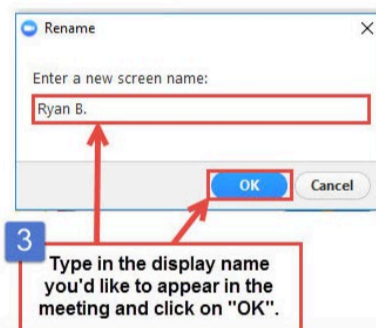 Rename
Enter a new screen name:
Ryan B.
OK Cancel
3
Type in the display name
you'd like to appear in the
meeting and click on "OK".